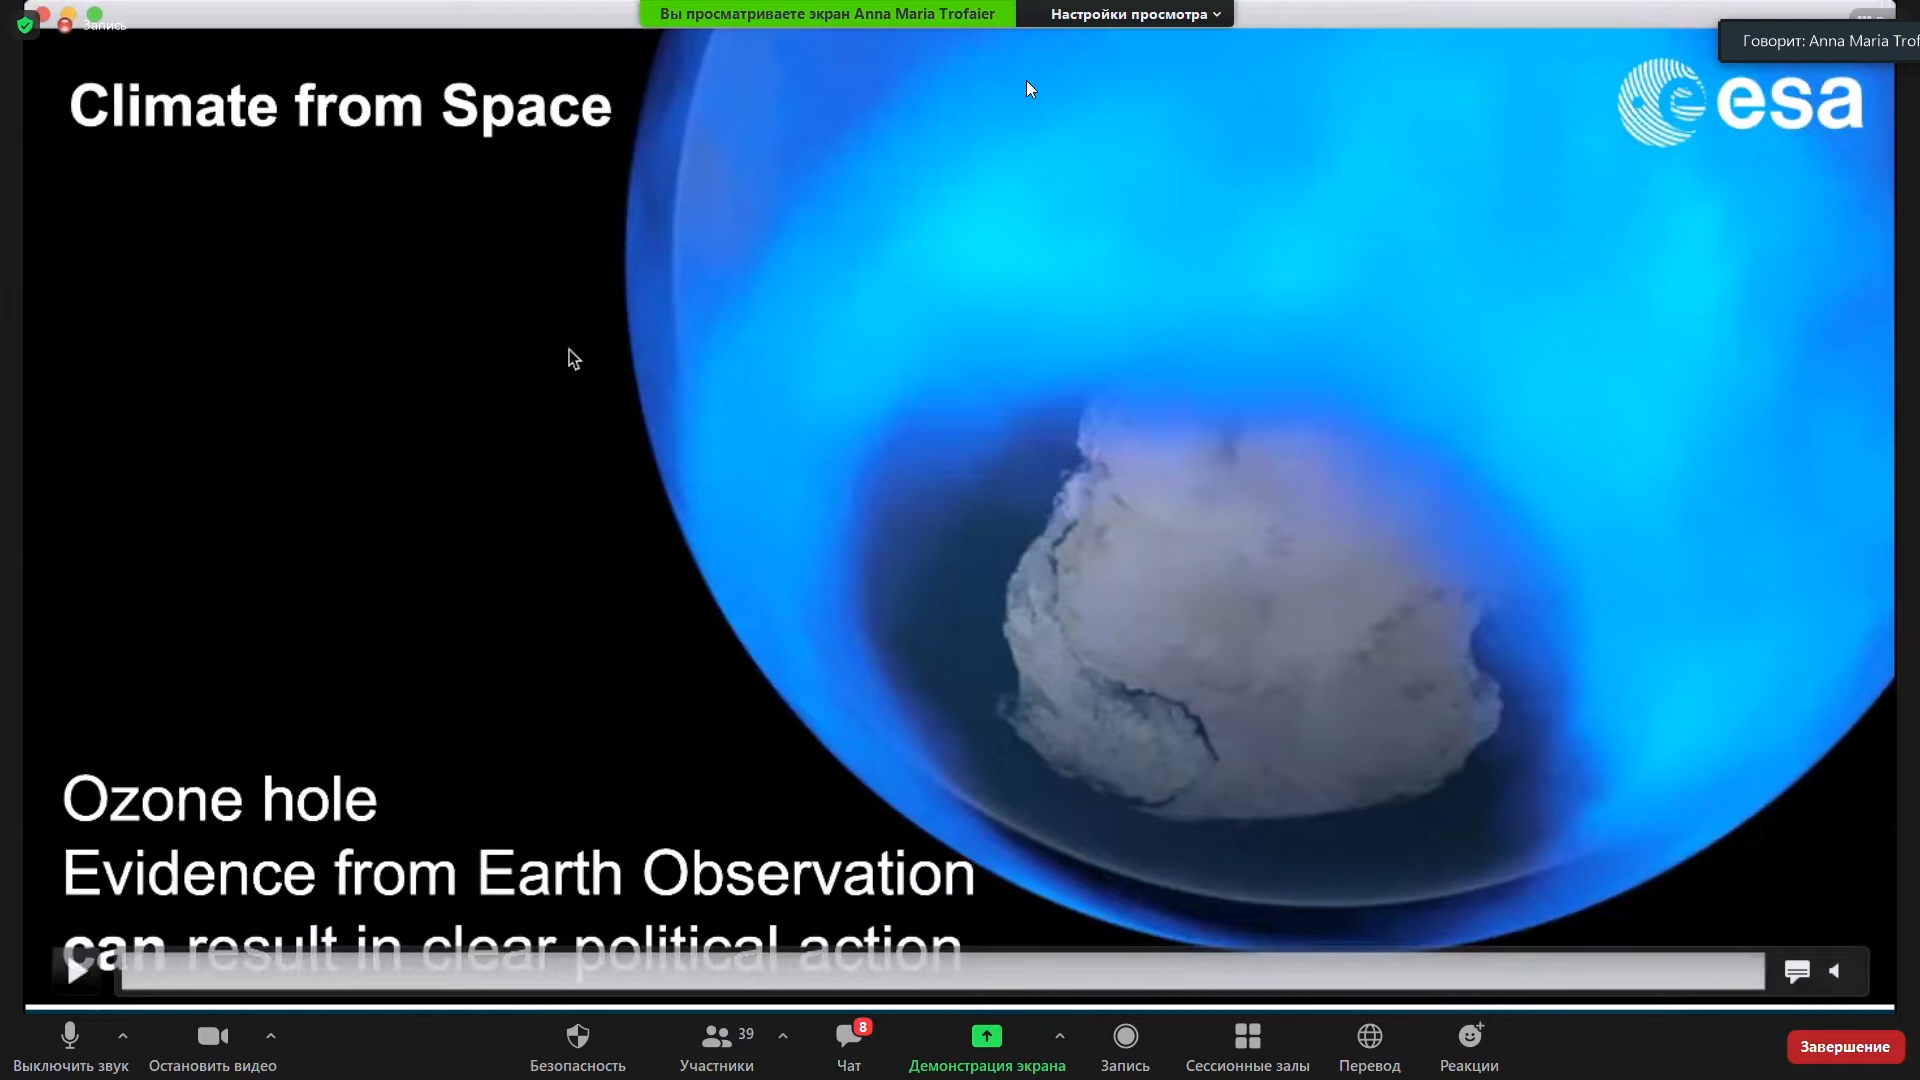 Вы просматриваете экран Anna Maria Trofaier
Настройки просмотра
Запись
Говорит: Anna Maria Trof
Climate from Space
esa
Ozone hole
Evidence from Earth Observation
can result in clear political action
39
8
Выключить звук
Остановить видео
Безопасность
Участники
Чат
Демонстрация экрана
Запись
Сессионные залы
Перевод
Реакции
Завершение